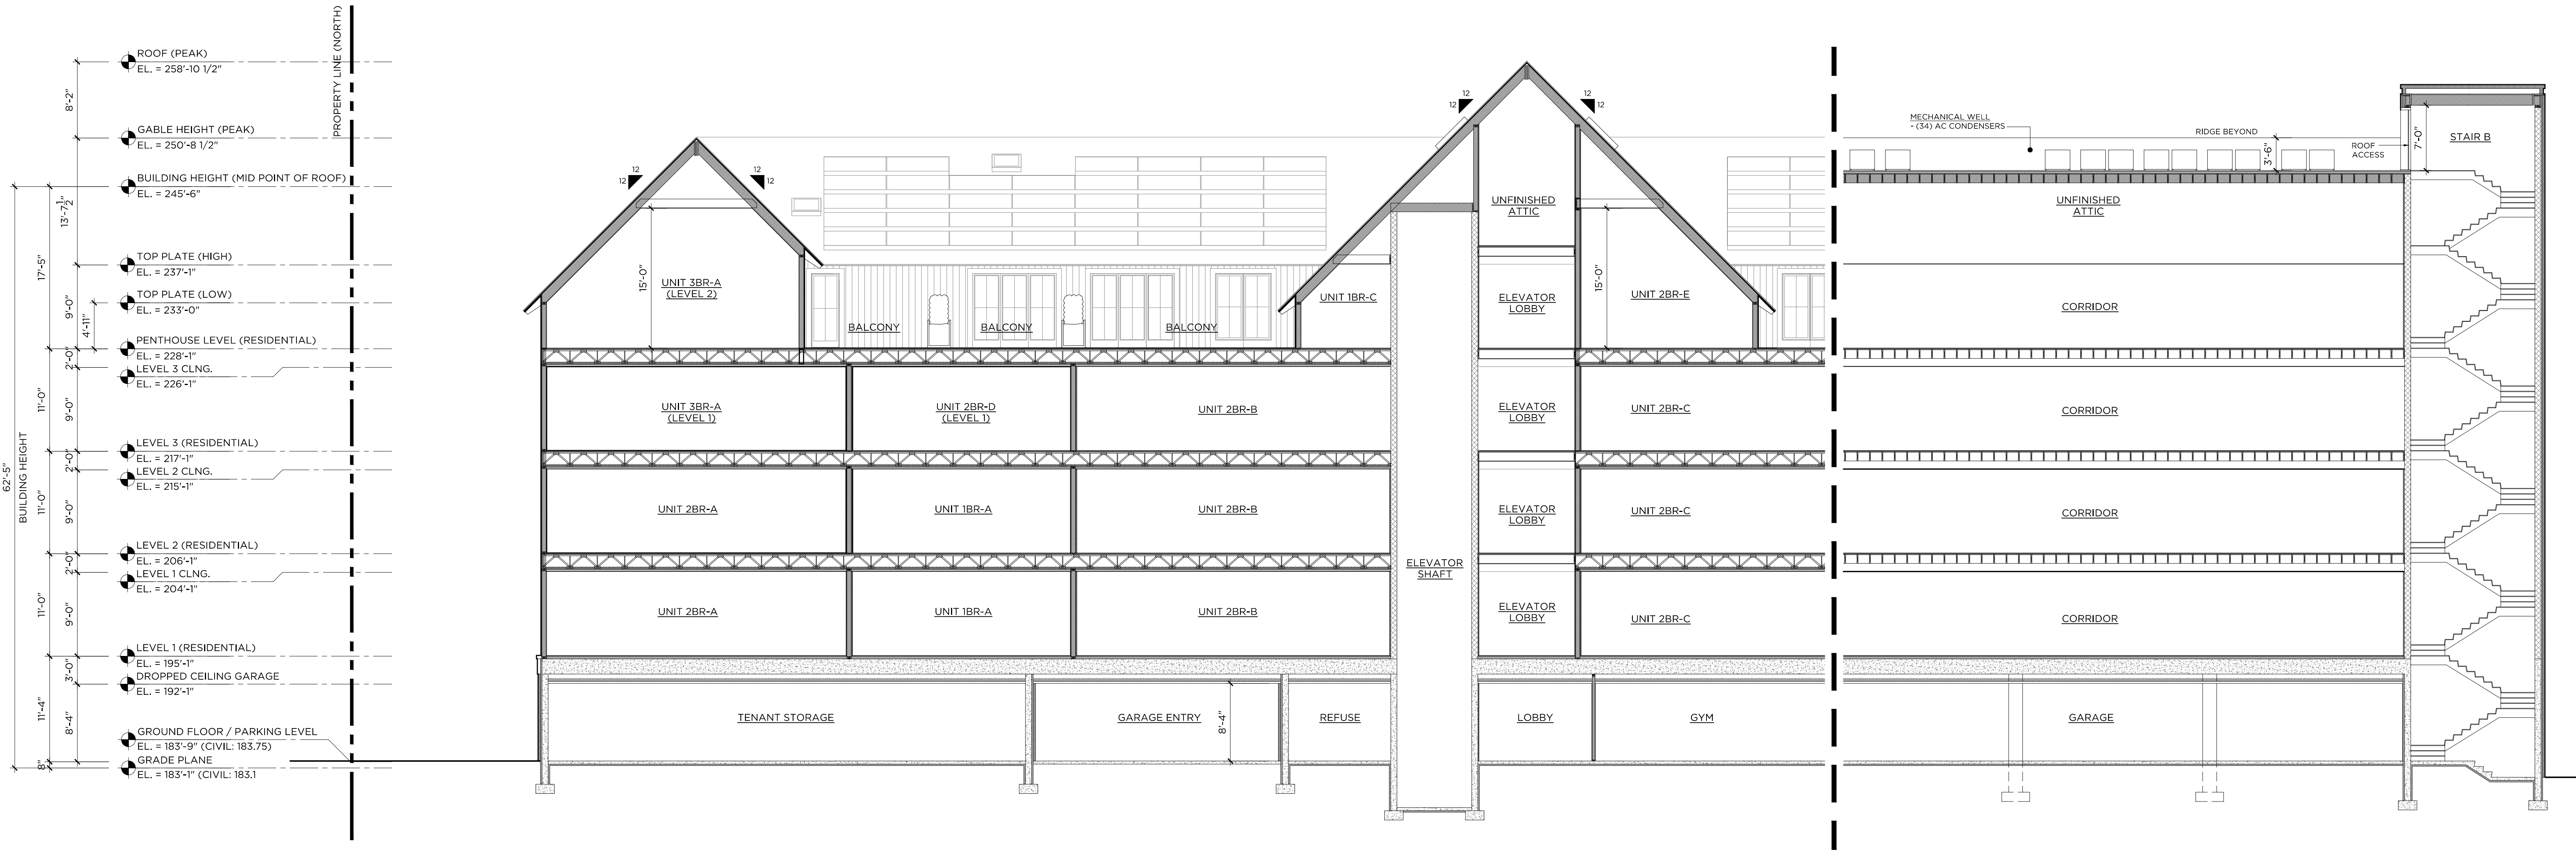 PROPERTY LINE (NORTH)
ROOF (PEAK)
EL. = 258'-10 1/2"
8'-2"
GABLE HEIGHT (PEAK)
EL. = 250'-8 1/2"
BUILDING HEIGHT (MID POINT OF ROOF)
EL. = 245'-6"
13'-7 1/2"
TOP PLATE (HIGH)
EL. = 237'-1"
17'-5"
TOP PLATE (LOW)
EL. = 233'-0"
9'-0"
4'-11"
PENTHOUSE LEVEL (RESIDENTIAL)
EL. = 228'-1"
2'-0"
LEVEL 3 CLNG.
EL. = 226'-1"
11'-0"
9'-0"
LEVEL 3 (RESIDENTIAL)
EL. = 217'-1"
2'-0"
LEVEL 2 CLNG.
EL. = 215'-1"
62'-5"
BUILDING HEIGHT
11'-0"
9'-0"
LEVEL 2 (RESIDENTIAL)
EL. = 206'-1"
2'-0"
LEVEL 1 CLNG.
EL. = 204'-1"
11'-0"
9'-0"
LEVEL 1 (RESIDENTIAL)
EL. = 195'-1"
3'-0"
DROPPED CEILING GARAGE
EL. = 192'-1"
11'-4"
8'-4"
GROUND FLOOR / PARKING LEVEL
EL. = 183'-9" (CIVIL: 183.75)
8"
GRADE PLANE
EL. = 183'-1" (CIVIL: 183.1
12
12
12
12
12
12
12
12
MECHANICAL WELL
- (34) AC CONDENSERS
RIDGE BEYOND
3'-6"
ROOF
ACCESS
7'-0"
STAIR B
15'-0"
UNIT 3BR-A
(LEVEL 2)
BALCONY
BALCONY
BALCONY
UNIT 1BR-C
UNFINISHED
ATTIC
ELEVATOR
LOBBY
15'-0"
UNIT 2BR-E
UNFINISHED
ATTIC
CORRIDOR
UNIT 3BR-A
(LEVEL 1)
UNIT 2BR-D
(LEVEL 1)
UNIT 2BR-B
ELEVATOR
LOBBY
UNIT 2BR-C
CORRIDOR
UNIT 2BR-A
UNIT 1BR-A
UNIT 2BR-B
ELEVATOR
LOBBY
UNIT 2BR-C
CORRIDOR
ELEVATOR
SHAFT
UNIT 2BR-A
UNIT 1BR-A
UNIT 2BR-B
ELEVATOR
LOBBY
UNIT 2BR-C
CORRIDOR
TENANT STORAGE
GARAGE ENTRY
8'-4"
REFUSE
LOBBY
GYM
GARAGE